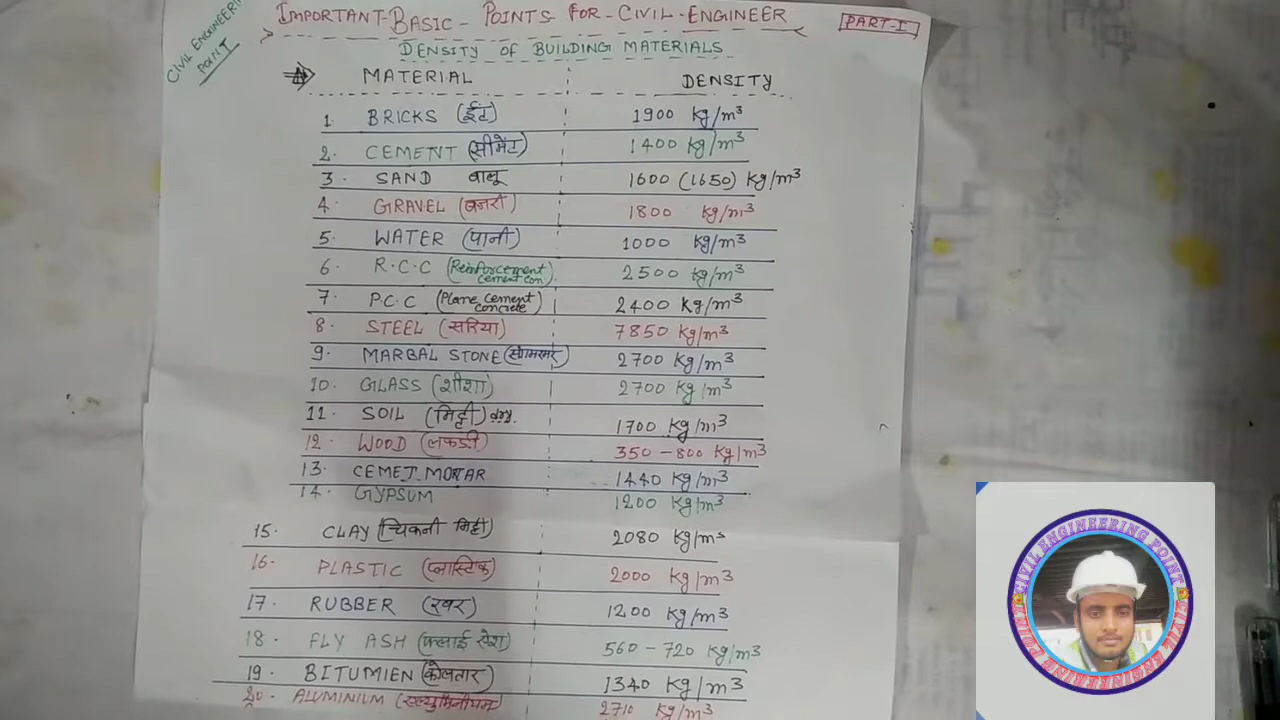 IMPORTANT-BASIC - POINTS FOR-CIVIL-ENGINEER
PART-I
CIVIL ENGINEERIN
POINT
DENSITY of BUILDING MATERIALS
MATERIAL DENSITY
1 BRICKS (ईंट) 1900 kg/m³
2. CEMENT (सीमेंट) 1400 kg/m³
3. SAND बालू 1600 (1650) kg/m³
4. GRAVEL (बजरी) 1800 kg/m³
5. WATER (पानी) 1000 kg/m³
6. R.C.C (Reinforcement cement con.) 2500 kg/m³
7. P.C.C (Plane cement concrete) 2400 kg/m³
8. STEEL (सरिया) 7850 kg/m³
9. MARBAL STONE 2700 kg/m³
10. GLASS (शीशा) 2700 kg/m³
11. SOIL (मिट्टी) 1700 kg/m³
12. WOOD (लकड़ी) 350-800 kg/m³
13. CEMET MOTAR 1440 kg/m³
14. GYPSUM 1200 kg/m³
15. CLAY (चिकनी मिट्टी) 2080 kg/m³
16. PLASTIC (प्लास्टिक) 2000 kg/m³
17. RUBBER (रबर) 1200 kg/m³
18. FLY ASH (फ्लाई ऐश) 560-720 kg/m³
19. BITUMIEN (कोलतार) 1340 kg/m³
20. ALUMINIUM 2710 kg/m³
CIVIL ENGINEERING POINT
CIVIL ENGINEERING POINT